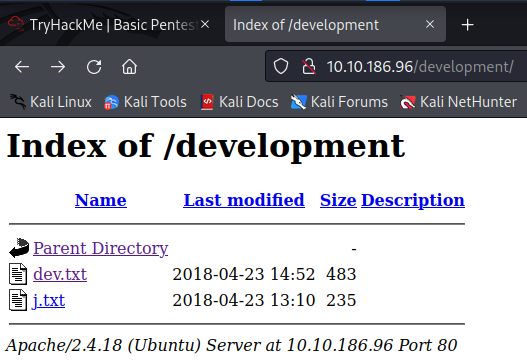 TryHackMe | Basic Pentes
Index of /development
10.10.186.96/development/
Kali Linux Kali Tools Kali Docs Kali Forums Kali NetHunter
Index of /development
Name Last modified Size Description
Parent Directory -
dev.txt 2018-04-23 14:52 483
j.txt 2018-04-23 13:10 235
Apache/2.4.18 (Ubuntu) Server at 10.10.186.96 Port 80